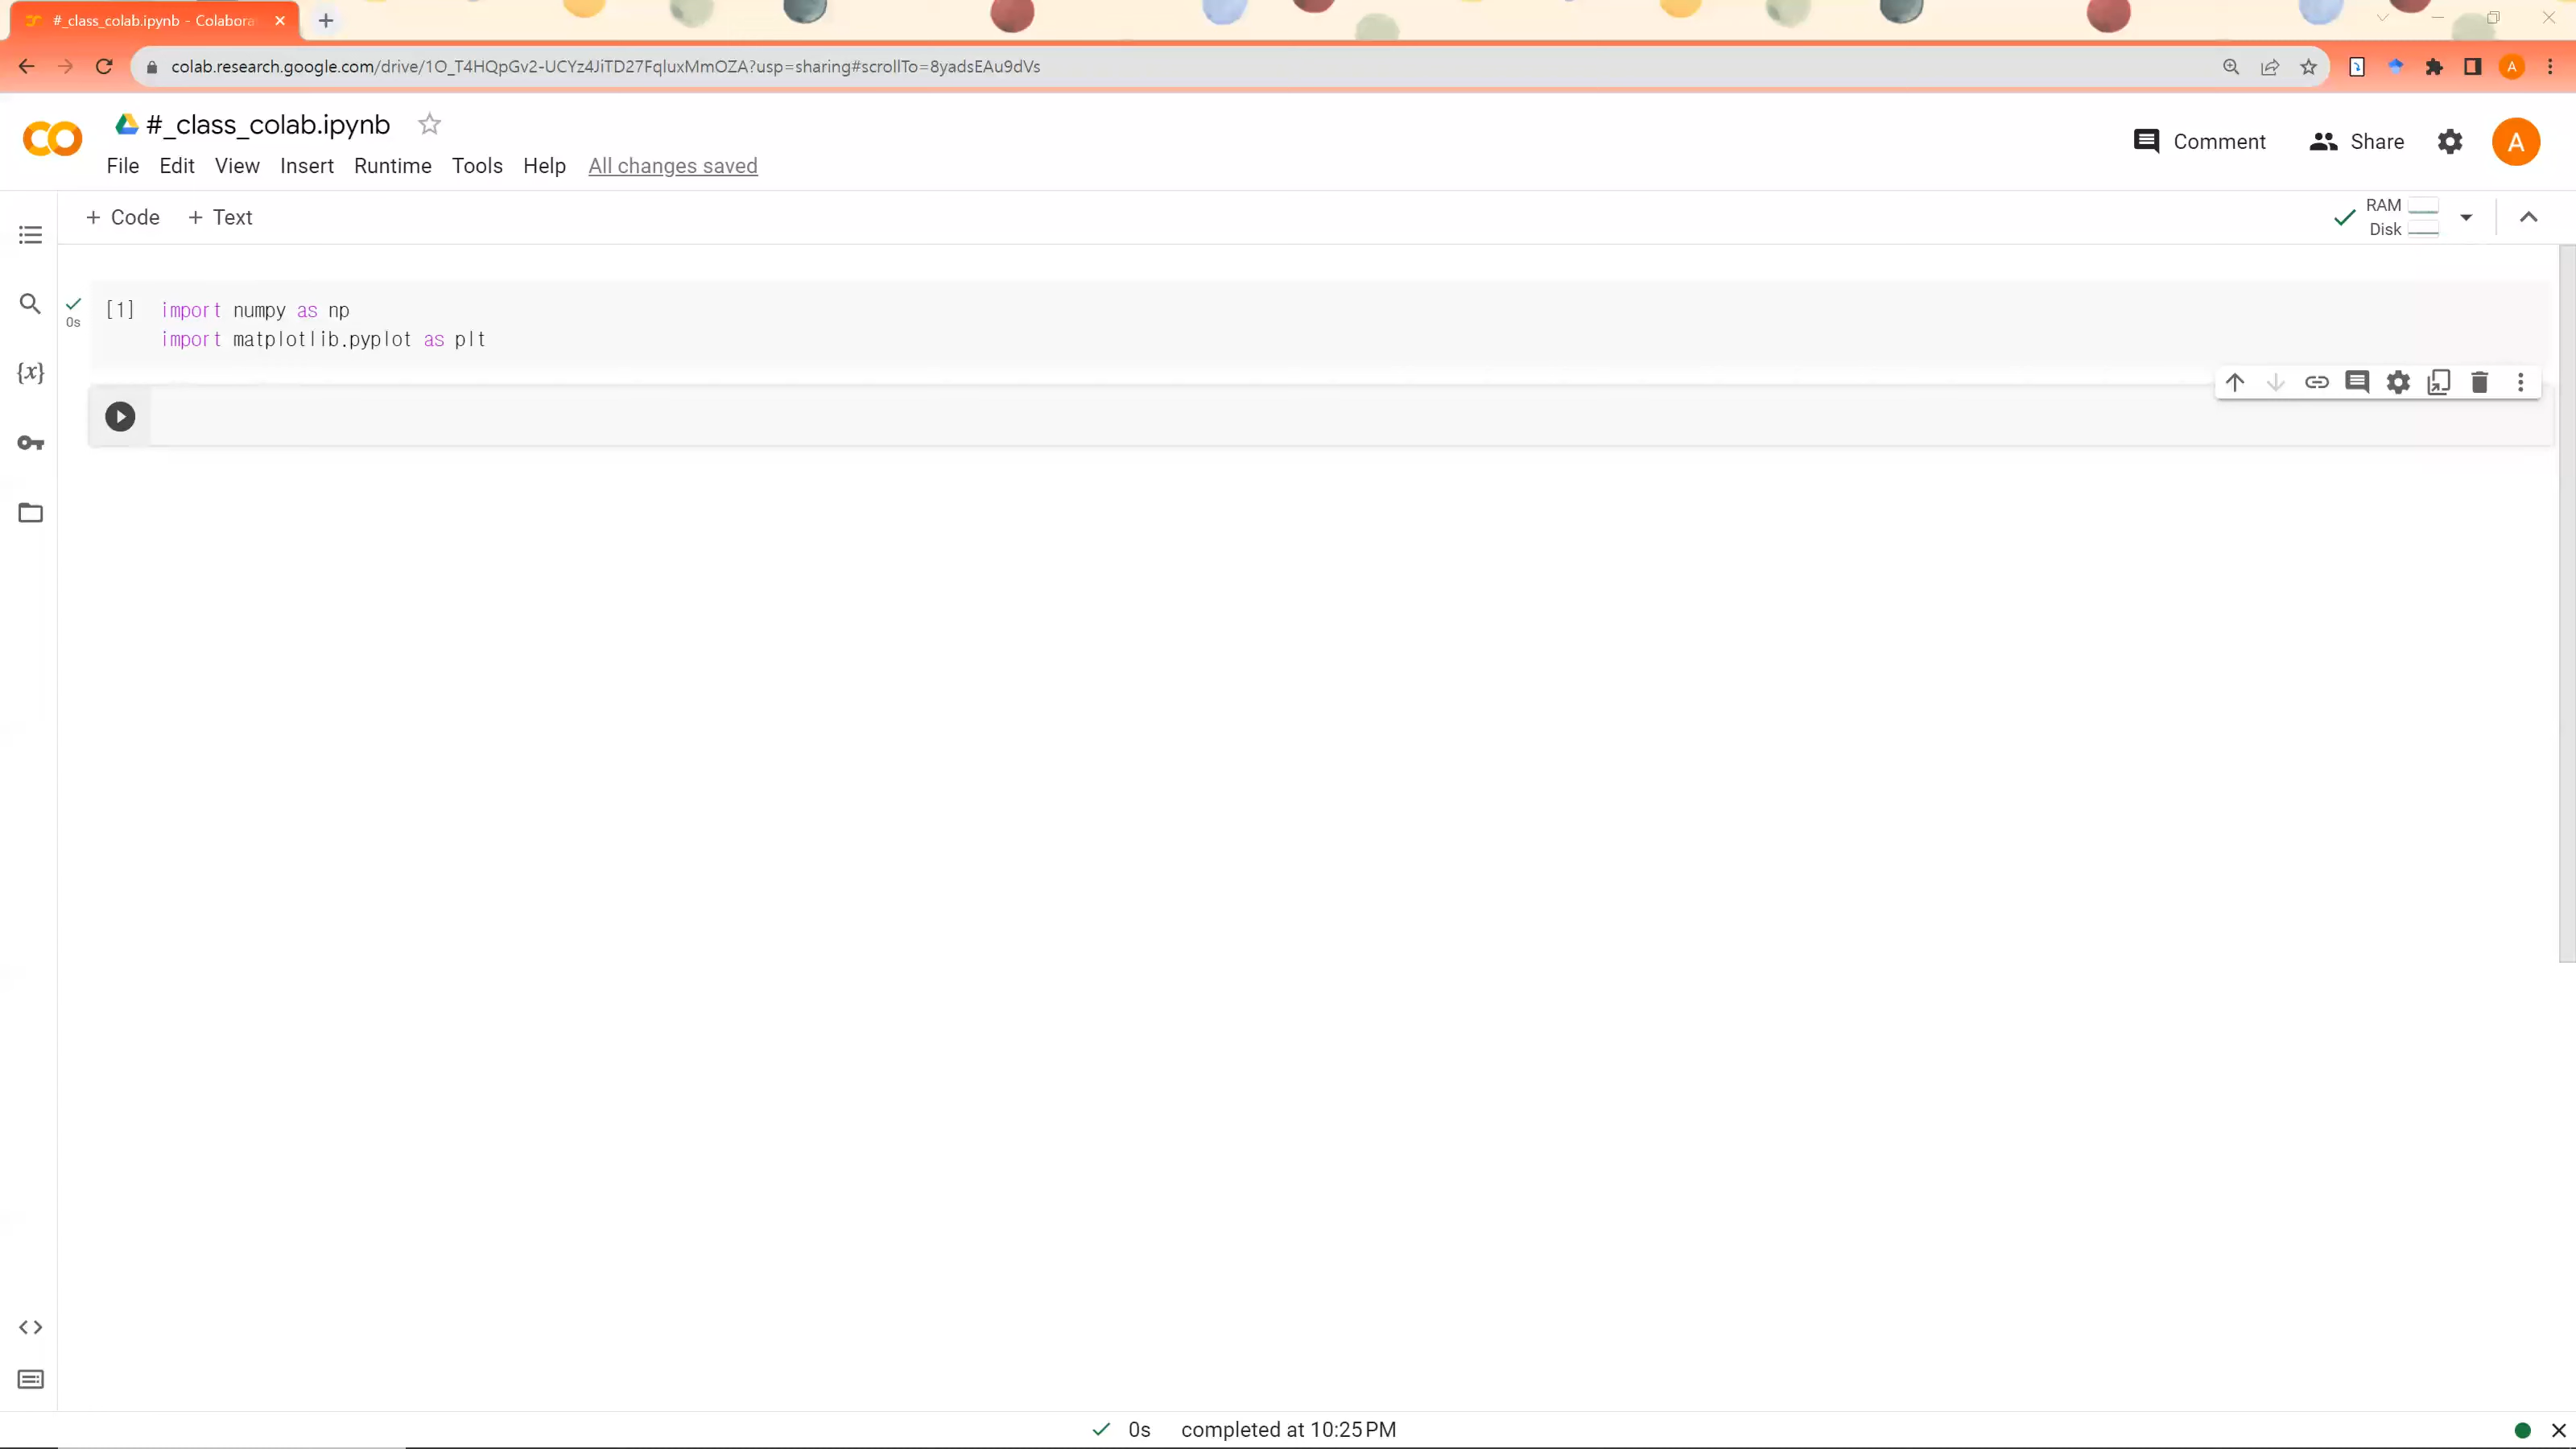 #_class_colab.ipynb - Colabora
colab.research.google.com/drive/1O_T4HQpGv2-UCYz4JiTD27FqluxMmOZA?usp=sharing#scrollTo=8yadsEAu9dVs
A
#_class_colab.ipynb
File Edit View Insert Runtime Tools Help All changes saved
Comment Share A
+ Code + Text
RAM
Disk
[1] import numpy as np
0s
import matplotlib.pyplot as plt
{x}
0s completed at 10:25 PM